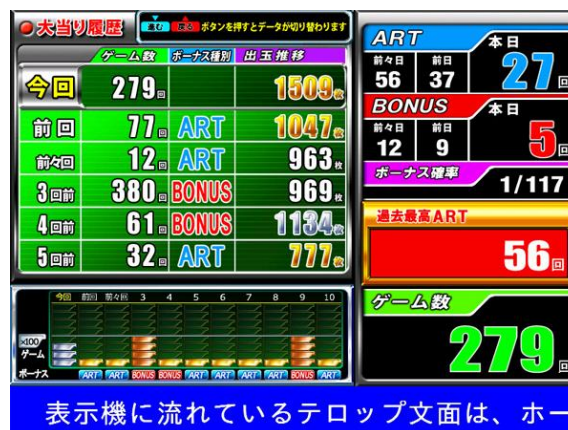 大当り履歴 進む 戻る ボタンを押すとデータが切り替わります
ゲーム数 ボーナス種別 出玉推移
今回 279回 1509枚
前回 77回 ART 1047枚
前々回 12回 ART 963枚
3回前 380回 BONUS 969枚
4回前 61回 BONUS 1134枚
5回前 32回 ART 777枚
今回 前回 前々回 3 4 5 6 7 8 9 10
×100
ゲーム
ボーナス ART ART BONUS BONUS ART ART ART ART BONUS ART
ART 本日
前々日 前日
56 37 27回
BONUS 本日
前々日 前日
12 9 5回
ボーナス確率
1/117
過去最高ART
56回
ゲーム数
279回
表示機に流れているテロップ文面は、ホー